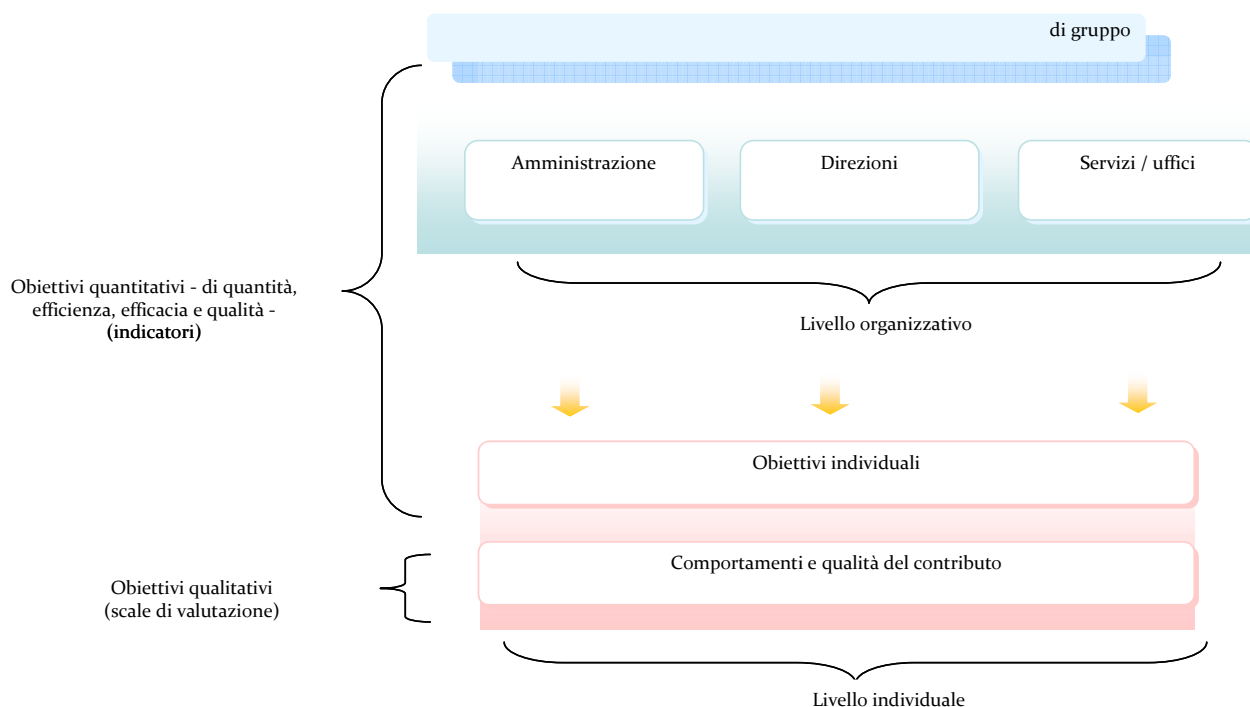 di gruppo
Amministrazione
Direzioni
Servizi / uffici
Obiettivi quantitativi - di quantità,
efficienza, efficacia e qualità -
(indicatori)
Livello organizzativo
Obiettivi individuali
Comportamenti e qualità del contributo
Obiettivi qualitativi
(scale di valutazione)
Livello individuale